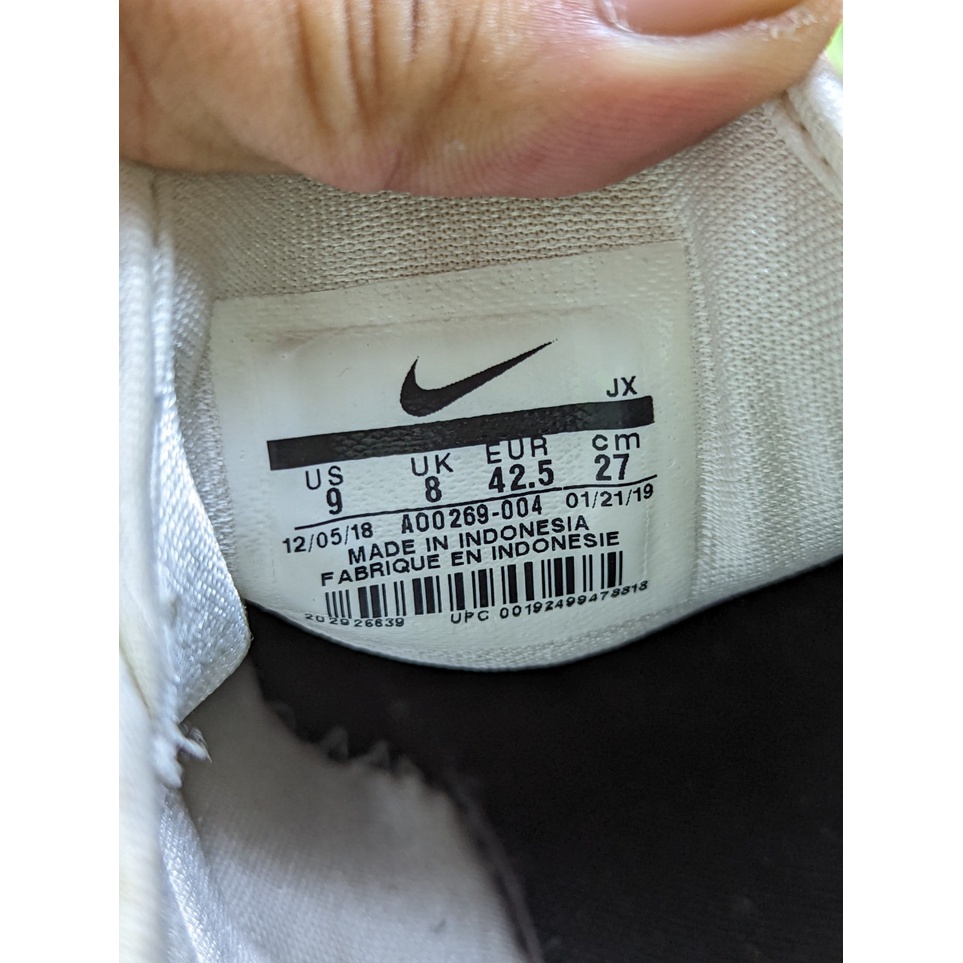 JX
US UK EUR cm
9 8 42.5 27
12/05/18 AO0269-004 01/21/19
MADE IN INDONESIA
FABRIQUE EN INDONESIE
202926639 UPC 00192499478818